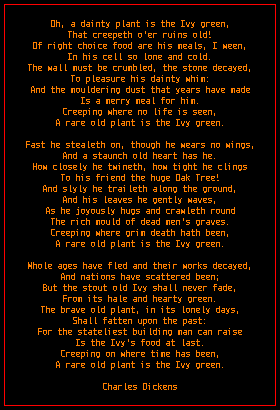 Oh, a dainty plant is the Ivy green,
That creepeth o'er ruins old!
Of right choice food are his meals, I ween,
In his cell so lone and cold.
The wall must be crumbled, the stone decayed,
To pleasure his dainty whim:
And the mouldering dust that years have made
Is a merry meal for him.
Creeping where no life is seen,
A rare old plant is the Ivy green.

Fast he stealeth on, though he wears no wings,
And a staunch old heart has he.
How closely he twineth, how tight he clings
To his friend the huge Oak Tree!
And slyly he traileth along the ground,
And his leaves he gently waves,
As he joyously hugs and crawleth round
The rich mould of dead men's graves.
Creeping where grim death hath been,
A rare old plant is the Ivy green.

Whole ages have fled and their works decayed,
And nations have scattered been;
But the stout old Ivy shall never fade,
From its hale and hearty green.
The brave old plant, in its lonely days,
Shall fatten upon the past:
For the stateliest building man can raise
Is the Ivy's food at last.
Creeping on where time has been,
A rare old plant is the Ivy green.

Charles Dickens